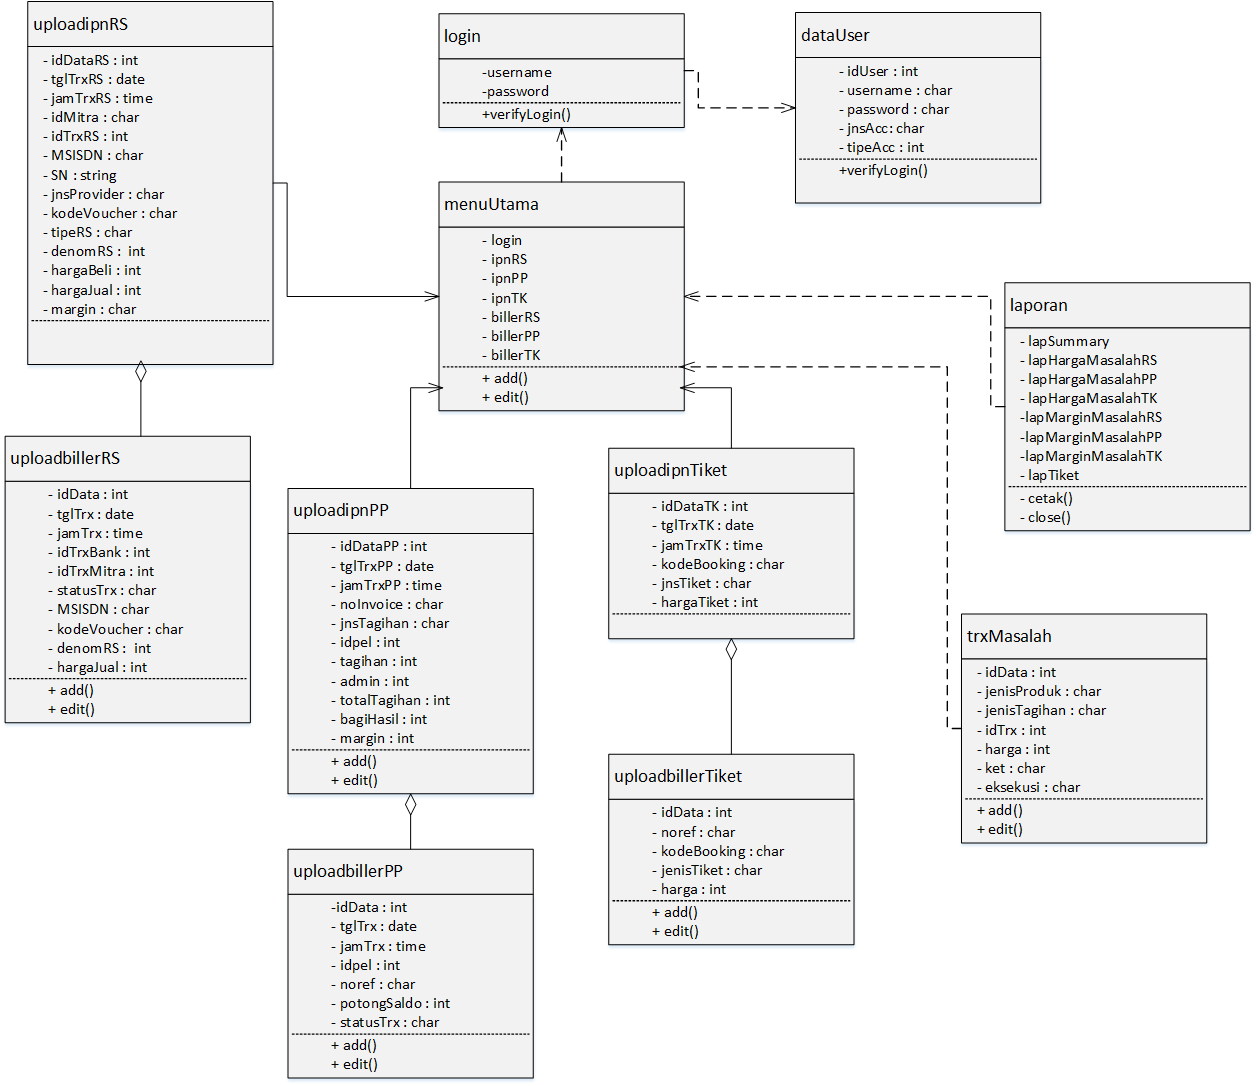 uploadipnRS
- idDataRS : int
- tglTrxRS : date
- jamTrxRS : time
- idMitra : char
- idTrxRS : int
- MSISDN : char
- SN : string
- jnsProvider : char
- kodeVoucher : char
- tipeRS : char
- denomRS :  int
- hargaBeli : int
- hargaJual : int
- margin : char
login
-username
-password
+verifyLogin()
dataUser
- idUser : int
- username : char
- password : char
- jnsAcc: char
- tipeAcc : int
+verifyLogin()
menuUtama
- login
- ipnRS
- ipnPP
- ipnTK
- billerRS
- billerPP
- billerTK
+ add()
+ edit()
laporan
- lapSummary
- lapHargaMasalahRS
- lapHargaMasalahPP
- lapHargaMasalahTK
-lapMarginMasalahRS
-lapMarginMasalahPP
-lapMarginMasalahTK
- lapTiket
- cetak()
- close()
uploadbillerRS
- idData : int
- tglTrx : date
- jamTrx : time
- idTrxBank : int
- idTrxMitra : int
- statusTrx : char
- MSISDN : char
- kodeVoucher : char
- denomRS :  int
- hargaJual : int
+ add()
+ edit()
uploadipnPP
- idDataPP : int
- tglTrxPP : date
- jamTrxPP : time
- noInvoice : char
- jnsTagihan : char
- idpel : int
- tagihan : int
- admin : int
- totalTagihan : int
- bagiHasil : int
- margin : int
+ add()
+ edit()
uploadipnTiket
- idDataTK : int
- tglTrxTK : date
- jamTrxTK : time
- kodeBooking : char
- jnsTiket : char
- hargaTiket : int
trxMasalah
- idData : int
- jenisProduk : char
- jenisTagihan : char
- idTrx : int
- harga : int
- ket : char
- eksekusi : char
+ add()
+ edit()
uploadbillerTiket
- idData : int
- noref : char
- kodeBooking : char
- jenisTiket : char
- harga : int
+ add()
+ edit()
uploadbillerPP
-idData : int
- tglTrx : date
- jamTrx : time
- idpel : int
- noref : char
- potongSaldo : int
- statusTrx : char
+ add()
+ edit()